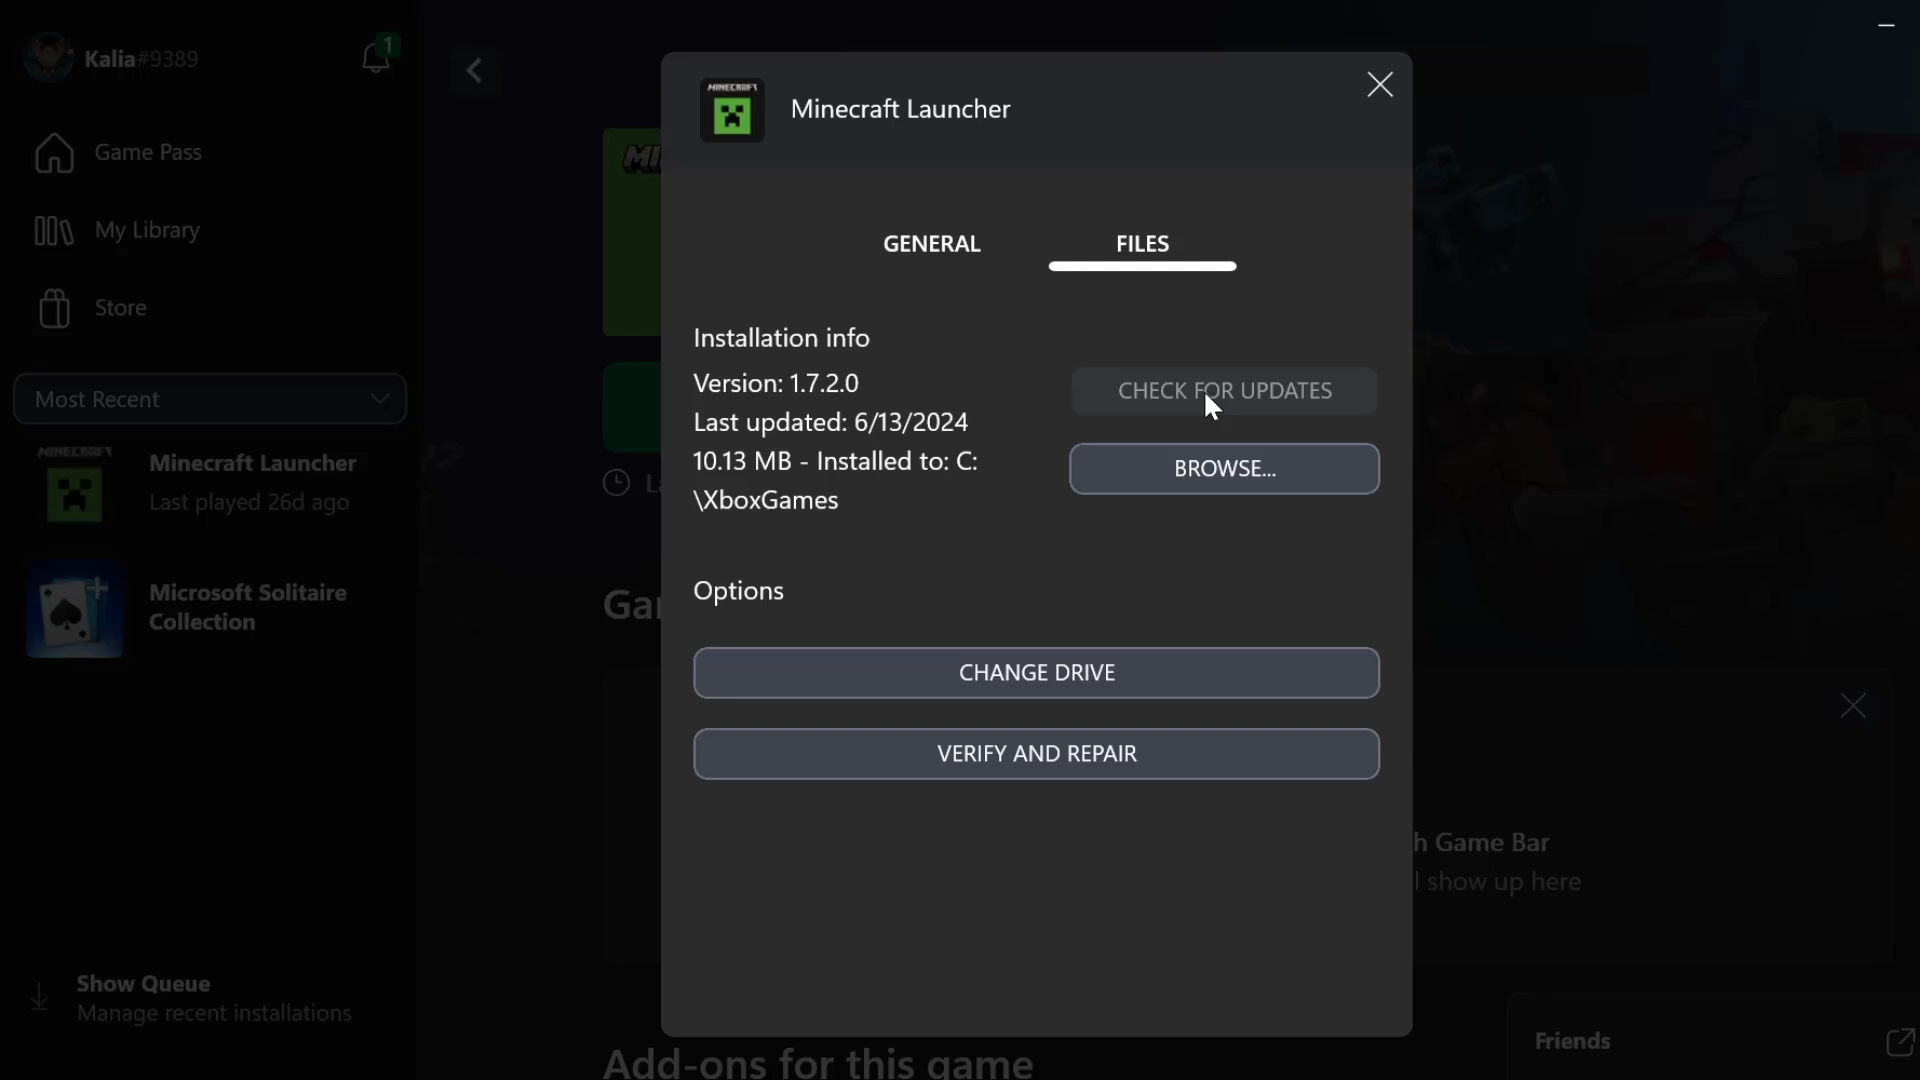 Kalia#9389
1
Game Pass
My Library
Store
Most Recent
MINECRAFT
Minecraft Launcher
Last played 26d ago
Microsoft Solitaire
Collection
Show Queue
Manage recent installations
MINECRAFT
Minecraft Launcher
GENERAL
FILES
Installation info
Version: 1.7.2.0
Last updated: 6/13/2024
10.13 MB - Installed to: C:
\XboxGames
CHECK FOR UPDATES
BROWSE...
Options
CHANGE DRIVE
VERIFY AND REPAIR
h Game Bar
show up here
Add-ons for this game
Friends